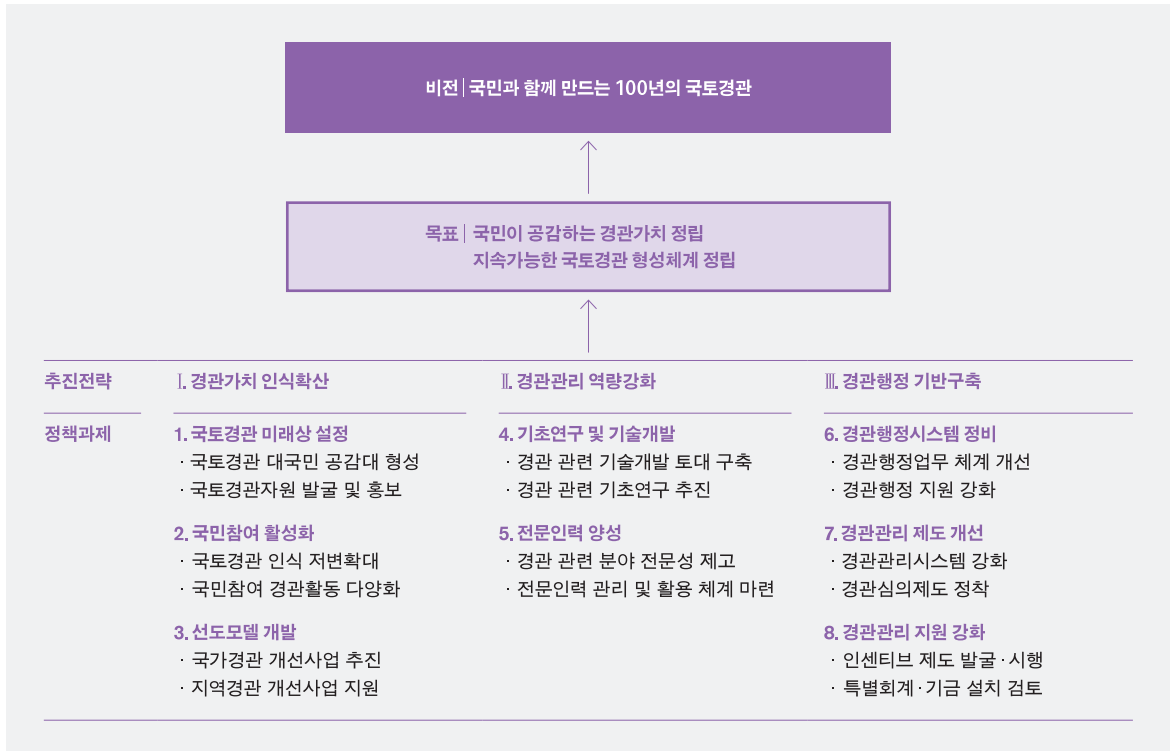 비전 | 국민과 함께 만드는 100년의 국토경관
목표 | 국민이 공감하는 경관가치 정립
지속가능한 국토경관 형성체계 정립
추진전략
Ⅰ. 경관가치 인식확산
Ⅱ. 경관관리 역량강화
Ⅲ. 경관행정 기반구축
정책과제
1. 국토경관 미래상 설정
· 국토경관 대국민 공감대 형성
· 국토경관자원 발굴 및 홍보
2. 국민참여 활성화
· 국토경관 인식 저변확대
· 국민참여 경관활동 다양화
3. 선도모델 개발
· 국가경관 개선사업 추진
· 지역경관 개선사업 지원
4. 기초연구 및 기술개발
· 경관 관련 기술개발 토대 구축
· 경관 관련 기초연구 추진
5. 전문인력 양성
· 경관 관련 분야 전문성 제고
· 전문인력 관리 및 활용 체계 마련
6. 경관행정시스템 정비
· 경관행정업무 체계 개선
· 경관행정 지원 강화
7. 경관관리 제도 개선
· 경관관리시스템 강화
· 경관심의제도 정착
8. 경관관리 지원 강화
· 인센티브 제도 발굴·시행
· 특별회계·기금 설치 검토